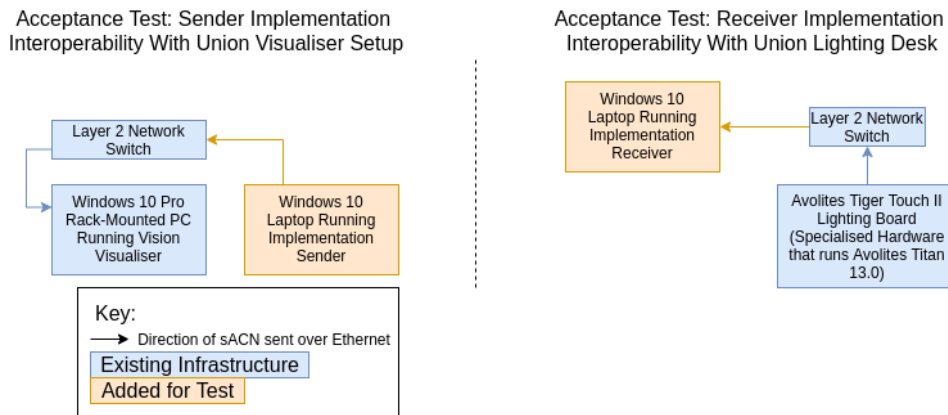 Acceptance Test: Sender Implementation
Interoperability With Union Visualiser Setup
Acceptance Test: Receiver Implementation
Interoperability With Union Lighting Desk
Layer 2 Network
Switch
Windows 10 Pro
Rack-Mounted PC
Running Vision
Visualiser
Windows 10
Laptop Running
Implementation
Sender
Windows 10
Laptop Running
Implementation
Receiver
Layer 2 Network
Switch
Avolites Tiger Touch II
Lighting Board
(Specialised Hardware
that runs Avolites Titan
13.0)
Key:
Direction of sACN sent over Ethernet
Existing Infrastructure
Added for Test